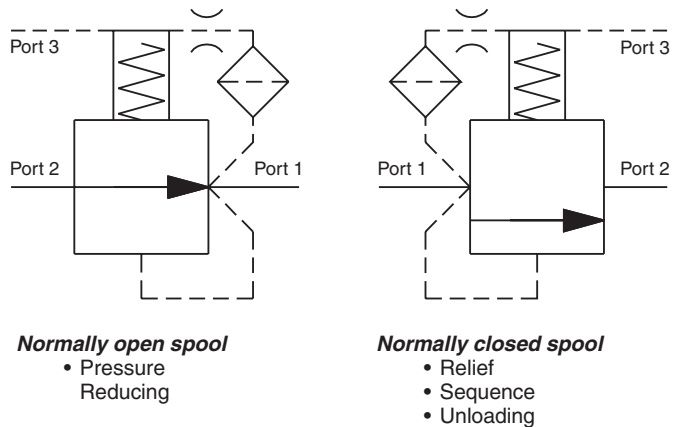 Port 3
Port 2
Port 1
Normally open spool
• Pressure
Reducing
Port 3
Port 1
Port 2
Normally closed spool
• Relief
• Sequence
• Unloading